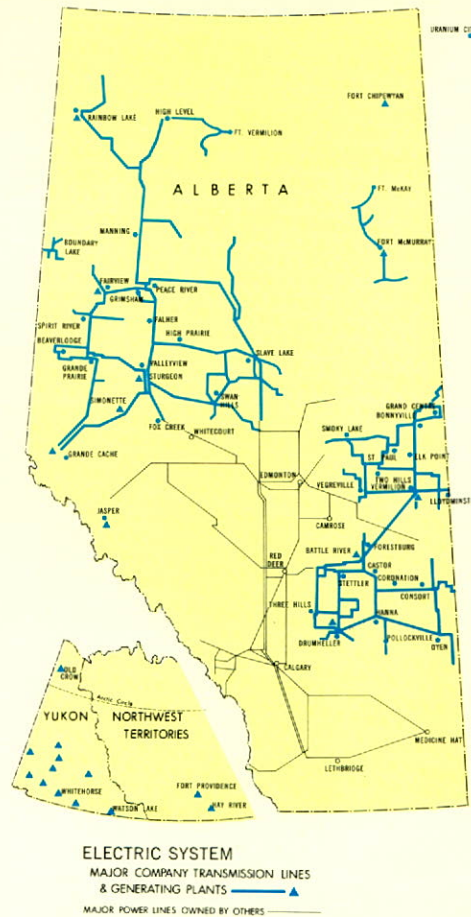 URANIUM CI
FORT CHIPEWYAN
RAINBOW LAKE
HIGH LEVEL
FT. VERMILION
ALBERTA
FT. McKAY
MANNING
FORT McMURRAY
BOUNDARY
LAKE
FAIRVIEW
PEACE RIVER
GRIMSHAW
SPIRIT RIVER
FALHER
BEAVERLODGE
HIGH PRAIRIE
SLAVE LAKE
GRANDE
PRAIRIE
VALLEYVIEW
STURGEON
SWAN
HILLS
SIMONETTE
GRAND CENTRE
BONNYVILLE
FOX CREEK
WHITECOURT
SMOKY LAKE
ST. PAUL
ELK POINT
GRANDE CACHE
EDMONTON
TWO HILLS
VEGREVILLE
VERMILION
LLOYDMINST
JASPER
CAMROSE
BATTLE RIVER
FORESTBURG
RED
DEER
CASTOR
STETTLER
CORONATION
CONSORT
THREE HILLS
HANNA
DRUMHELLER
POLLOCKVILLE
OYEN
CALGARY
OLD
CROW
Arctic Circle
YUKON
NORTHWEST
TERRITORIES
MEDICINE HAT
LETHBRIDGE
FORT PROVIDENCE
WHITEHORSE
WATSON LAKE
HAY RIVER
ELECTRIC SYSTEM
MAJOR COMPANY TRANSMISSION LINES
& GENERATING PLANTS
MAJOR POWER LINES OWNED BY OTHERS